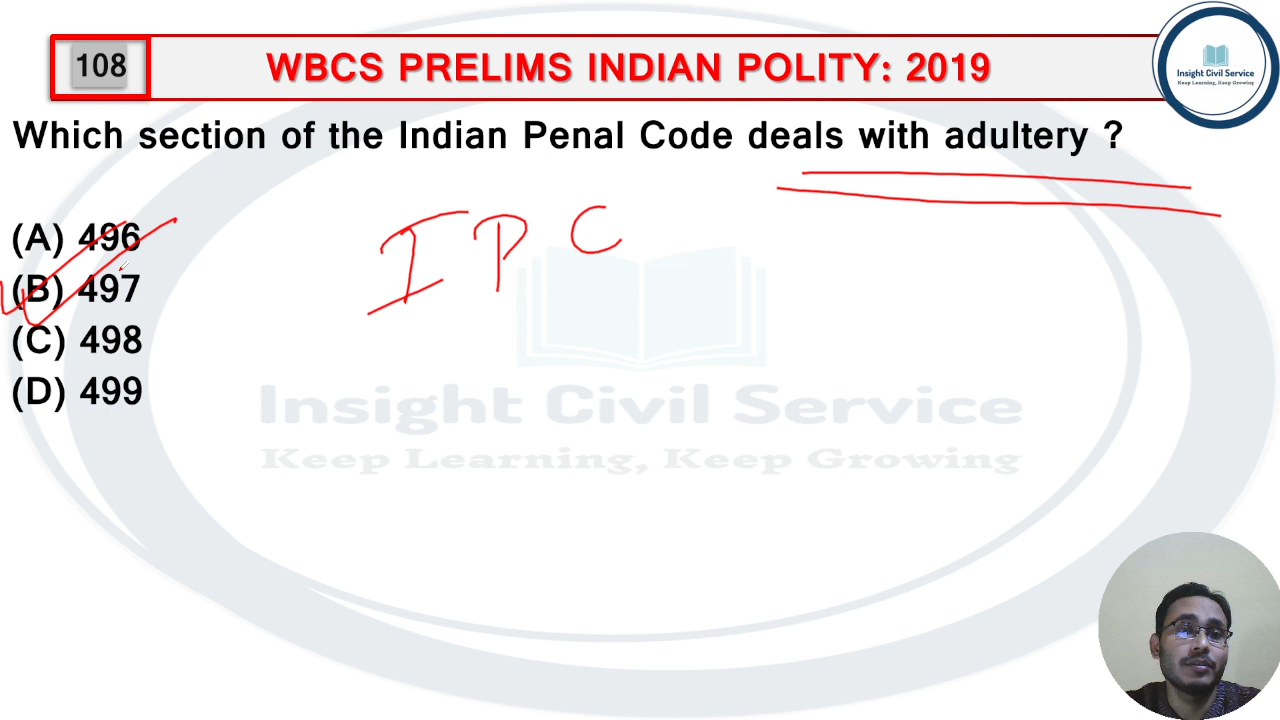 108
WBCS PRELIMS INDIAN POLITY: 2019
Insight Civil Service
Keep Learning, Keep Growing
Which section of the Indian Penal Code deals with adultery ?
(A) 496
(B) 497
(C) 498
(D) 499
I P C
Insight Civil Service
Keep Learning, Keep Growing